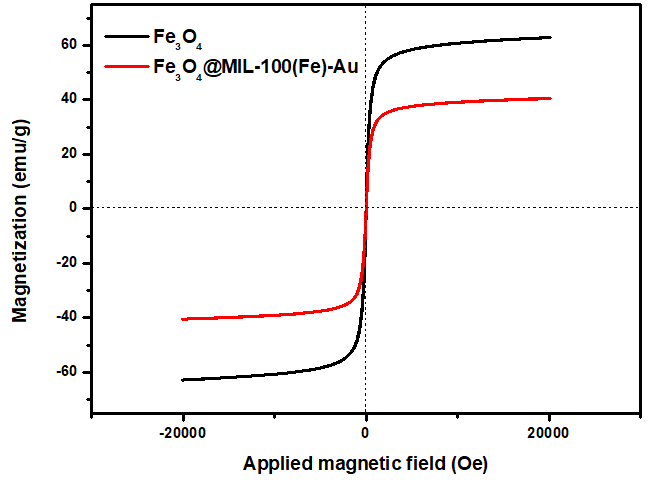 Fe₃O₄
Fe₃O₄@MIL-100(Fe)-Au
60
40
20
0
-20
-40
-60
Magnetization (emu/g)
-20000 0 20000
Applied magnetic field (Oe)